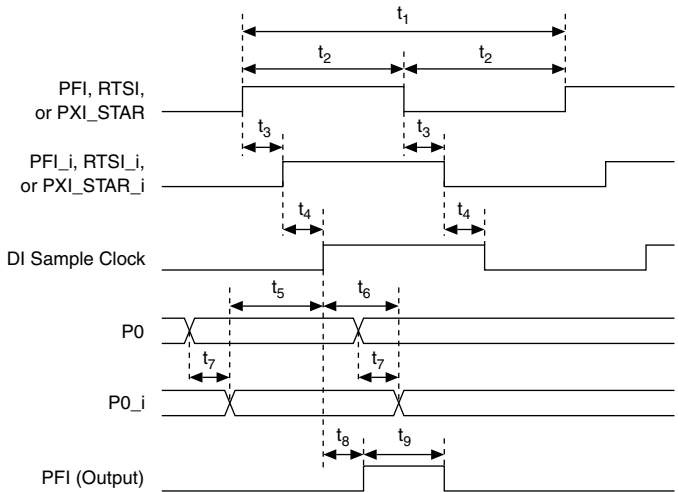 t1
t2 t2
PFI, RTSI,
or PXI_STAR
t3 t3
PFI_i, RTSI_i,
or PXI_STAR_i
t4 t4
DI Sample Clock
t5 t6
P0
t7 t7
P0_i
t8 t9
PFI (Output)